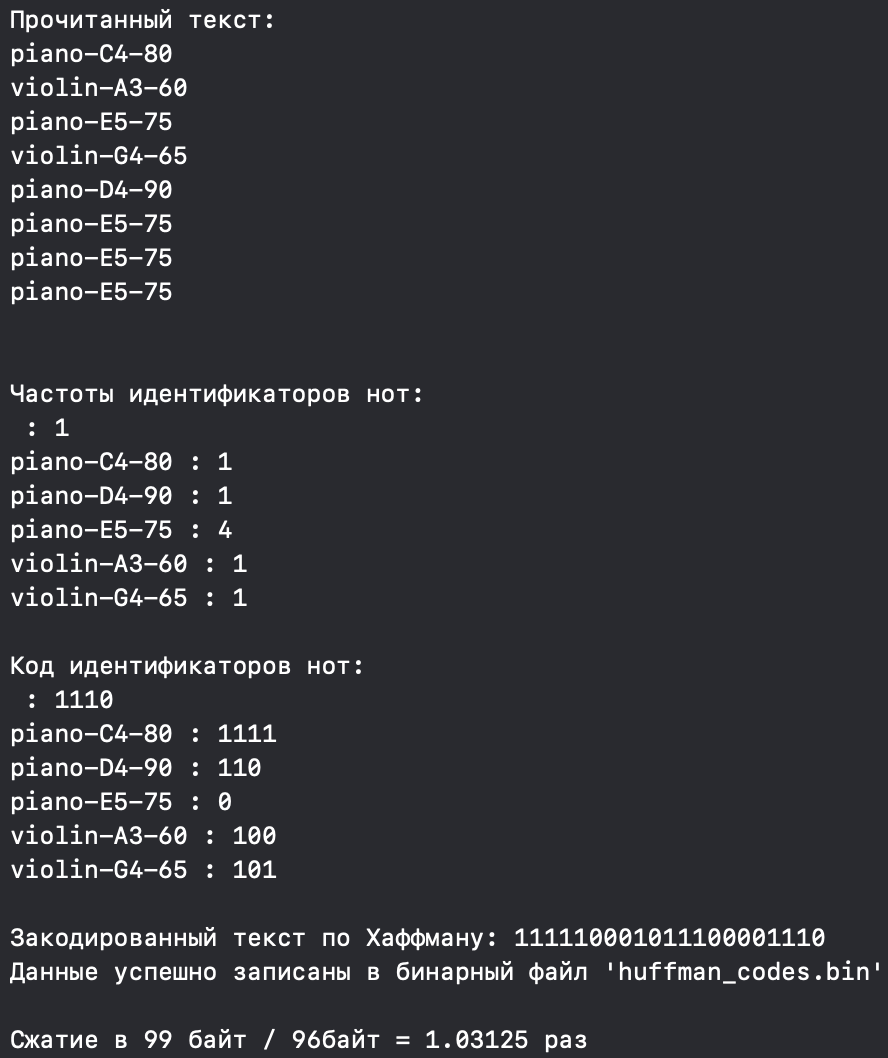 Прочитанный текст:
piano-C4-80
violin-A3-60
piano-E5-75
violin-G4-65
piano-D4-90
piano-E5-75
piano-E5-75
piano-E5-75
Частоты идентификаторов нот:
: 1
piano-C4-80 : 1
piano-D4-90 : 1
piano-E5-75 : 4
violin-A3-60 : 1
violin-G4-65 : 1
Код идентификаторов нот:
: 1110
piano-C4-80 : 1111
piano-D4-90 : 110
piano-E5-75 : 0
violin-A3-60 : 100
violin-G4-65 : 101
Закодированный текст по Хаффману: 111110001011100001110
Данные успешно записаны в бинарный файл 'huffman_codes.bin'
Сжатие в 99 байт / 96байт = 1.03125 раз